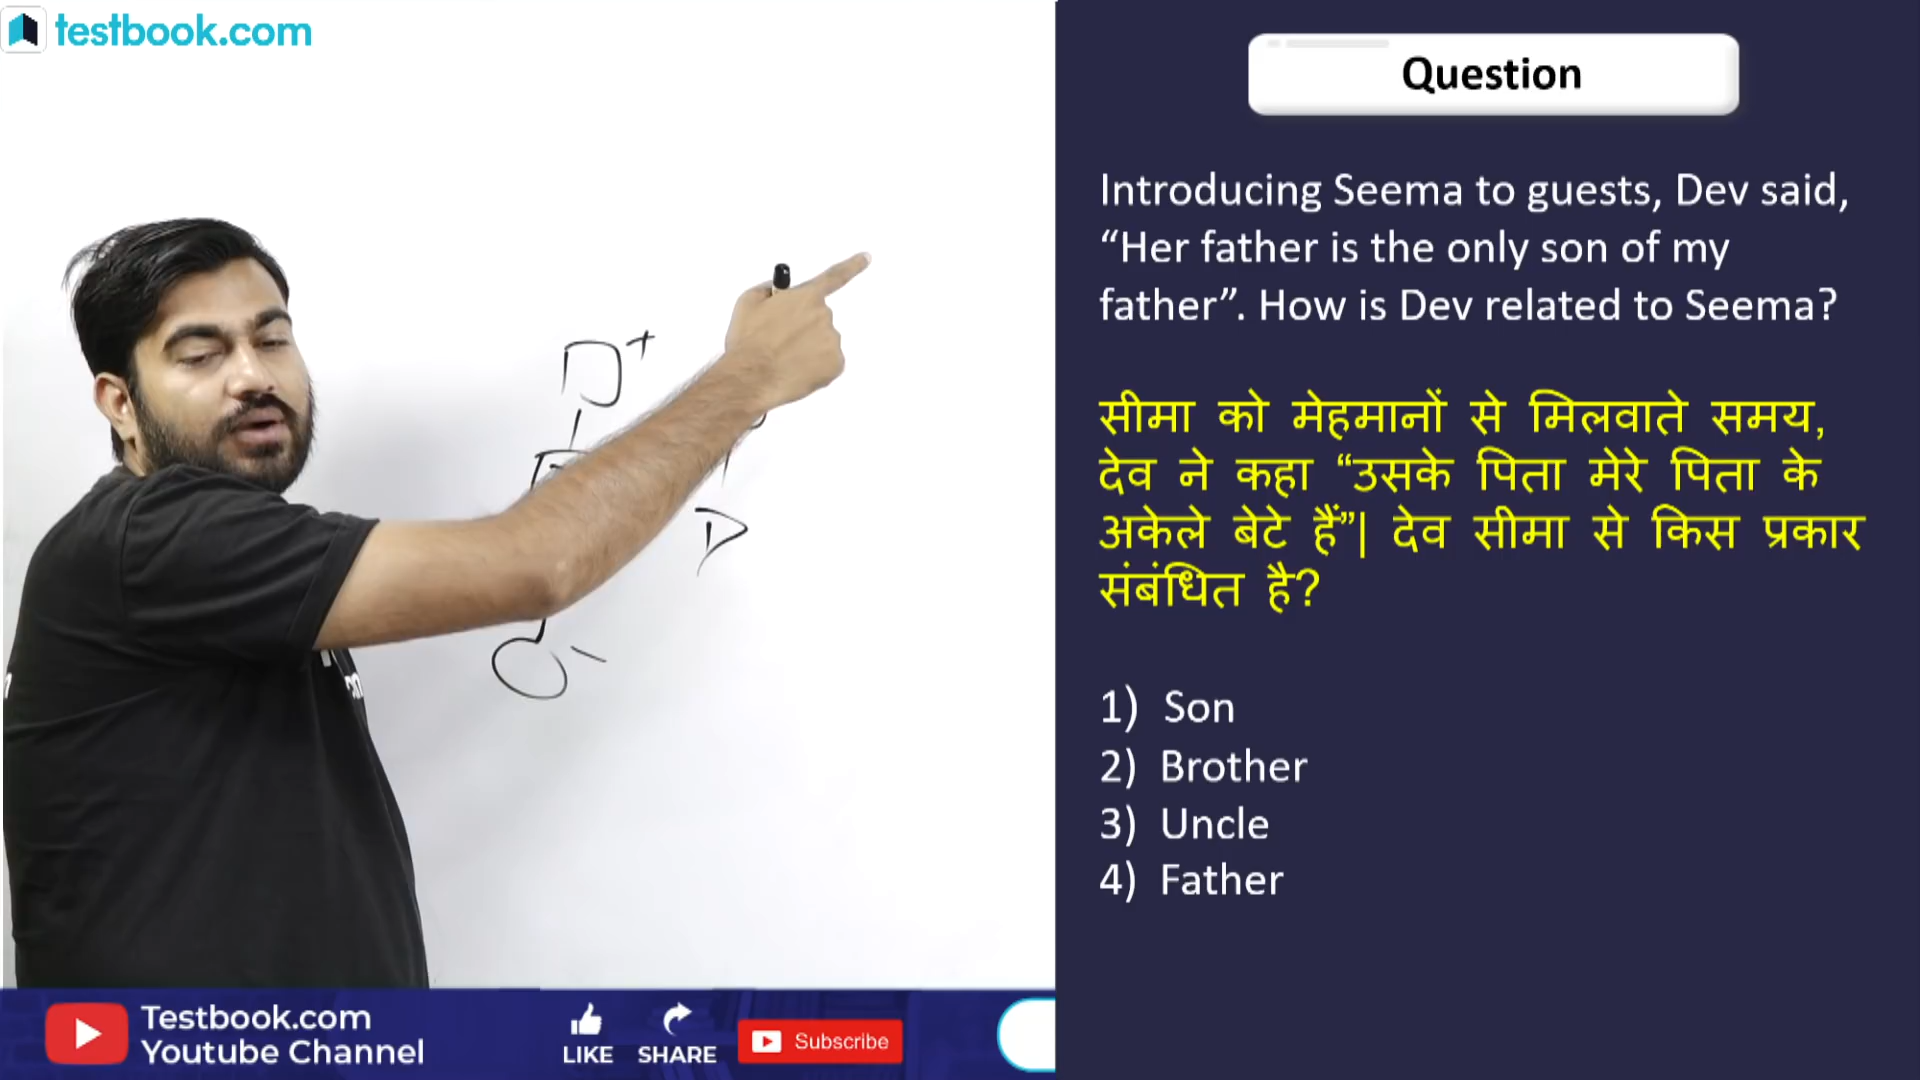 testbook.com
Question
Introducing Seema to guests, Dev said,
“Her father is the only son of my
father”. How is Dev related to Seema?
सीमा को मेहमानों से मिलवाते समय,
देव ने कहा “उसके पिता मेरे पिता के
अकेले बेटे हैं”| देव सीमा से किस प्रकार
संबंधित है?
1) Son
2) Brother
3) Uncle
4) Father
D
Testbook.com
Youtube Channel
LIKE
SHARE
Subscribe